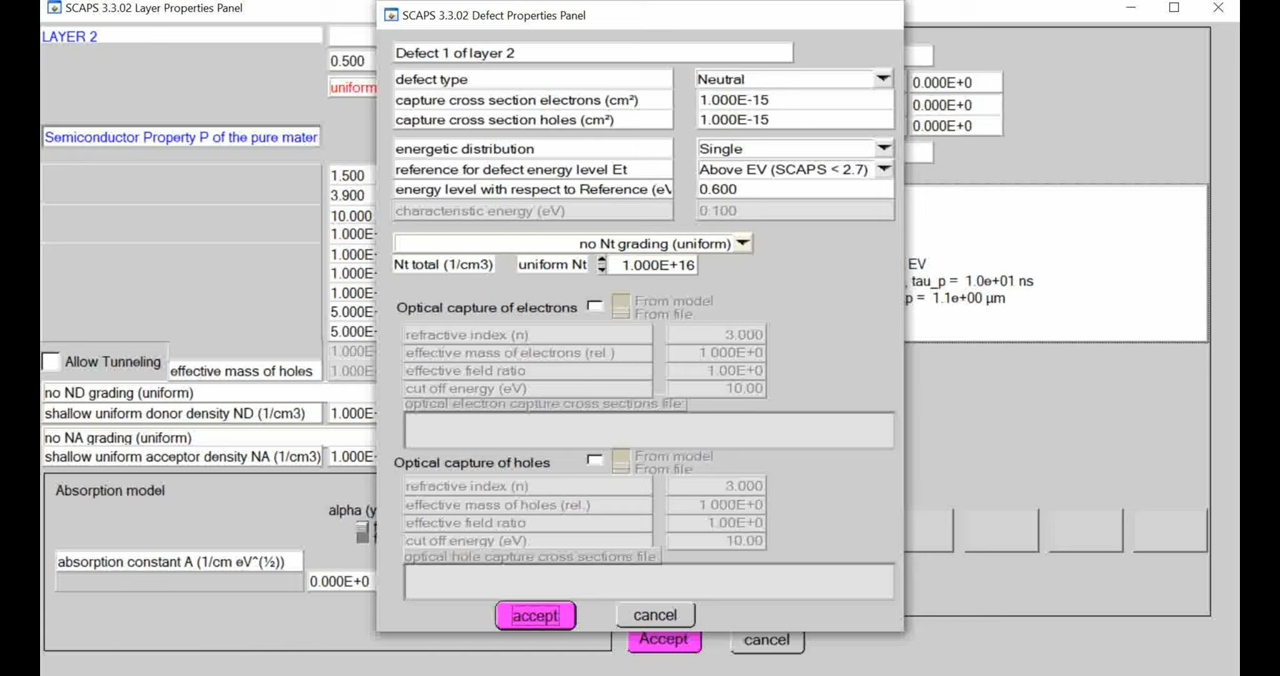 SCAPS 3.3.02 Layer Properties Panel
SCAPS 3.3.02 Defect Properties Panel
LAYER 2
0.500
uniform
Semiconductor Property P of the pure mater
1.500
3.900
10.000
1.000E
1.000E
1.000E
1.000E
5.000E
5.000E
1.000E
Allow Tunneling
effective mass of holes
1.000E
no ND grading (uniform)
shallow uniform donor density ND (1/cm3)
1.000E
no NA grading (uniform)
shallow uniform acceptor density NA (1/cm3)
1.000E
Absorption model
alpha (y
absorption constant A (1/cm eV^(½))
0.000E+0
Defect 1 of layer 2
defect type Neutral
capture cross section electrons (cm²) 1.000E-15
capture cross section holes (cm²) 1.000E-15
energetic distribution Single
reference for defect energy level Et Above EV (SCAPS < 2.7)
energy level with respect to Reference (eV 0.600
characteristic energy (eV) 0.100
no Nt grading (uniform)
Nt total (1/cm3) uniform Nt 1.000E+16
Optical capture of electrons From model
From file
refractive index (n) 3.000
effective mass of electrons (rel.) 1.000E+0
effective field ratio 1.00E+0
cut off energy (eV) 10.00
optical electron capture cross sections file:
Optical capture of holes From model
From file
refractive index (n) 3.000
effective mass of holes (rel.) 1.000E+0
effective field ratio 1.00E+0
cut off energy (eV) 10.00
optical hole capture cross sections file:
accept cancel
0.000E+0
0.000E+0
0.000E+0
EV
, tau_p = 1.0e+01 ns
p = 1.1e+00 µm
Accept cancel